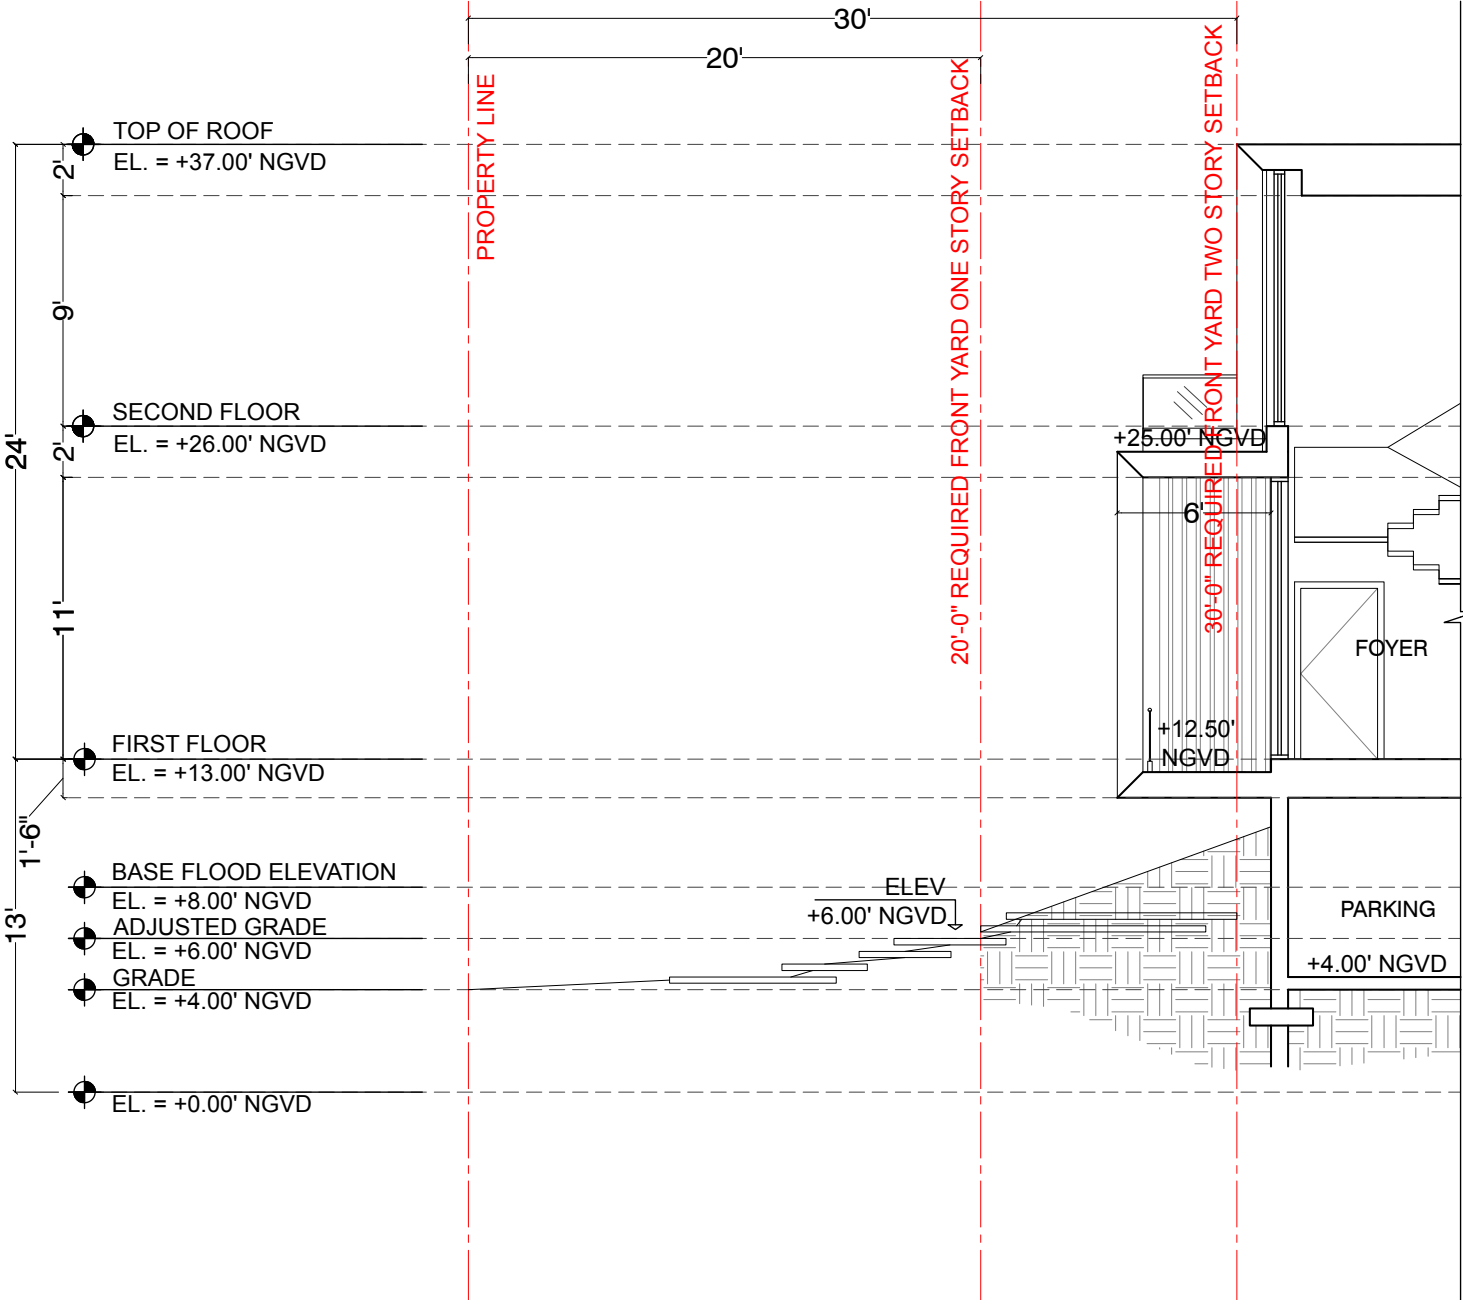 30'
20'
PROPERTY LINE
20'-0" REQUIRED FRONT YARD ONE STORY SETBACK
30'-0" REQUIRED FRONT YARD TWO STORY SETBACK
TOP OF ROOF
EL. = +37.00' NGVD
2'
9'
SECOND FLOOR
EL. = +26.00' NGVD
24'
2'
+25.00' NGVD
6'
11'
FOYER
+12.50'
NGVD
FIRST FLOOR
EL. = +13.00' NGVD
1'-6"
BASE FLOOD ELEVATION
EL. = +8.00' NGVD
ELEV
+6.00' NGVD
PARKING
13'
ADJUSTED GRADE
EL. = +6.00' NGVD
+4.00' NGVD
GRADE
EL. = +4.00' NGVD
EL. = +0.00' NGVD